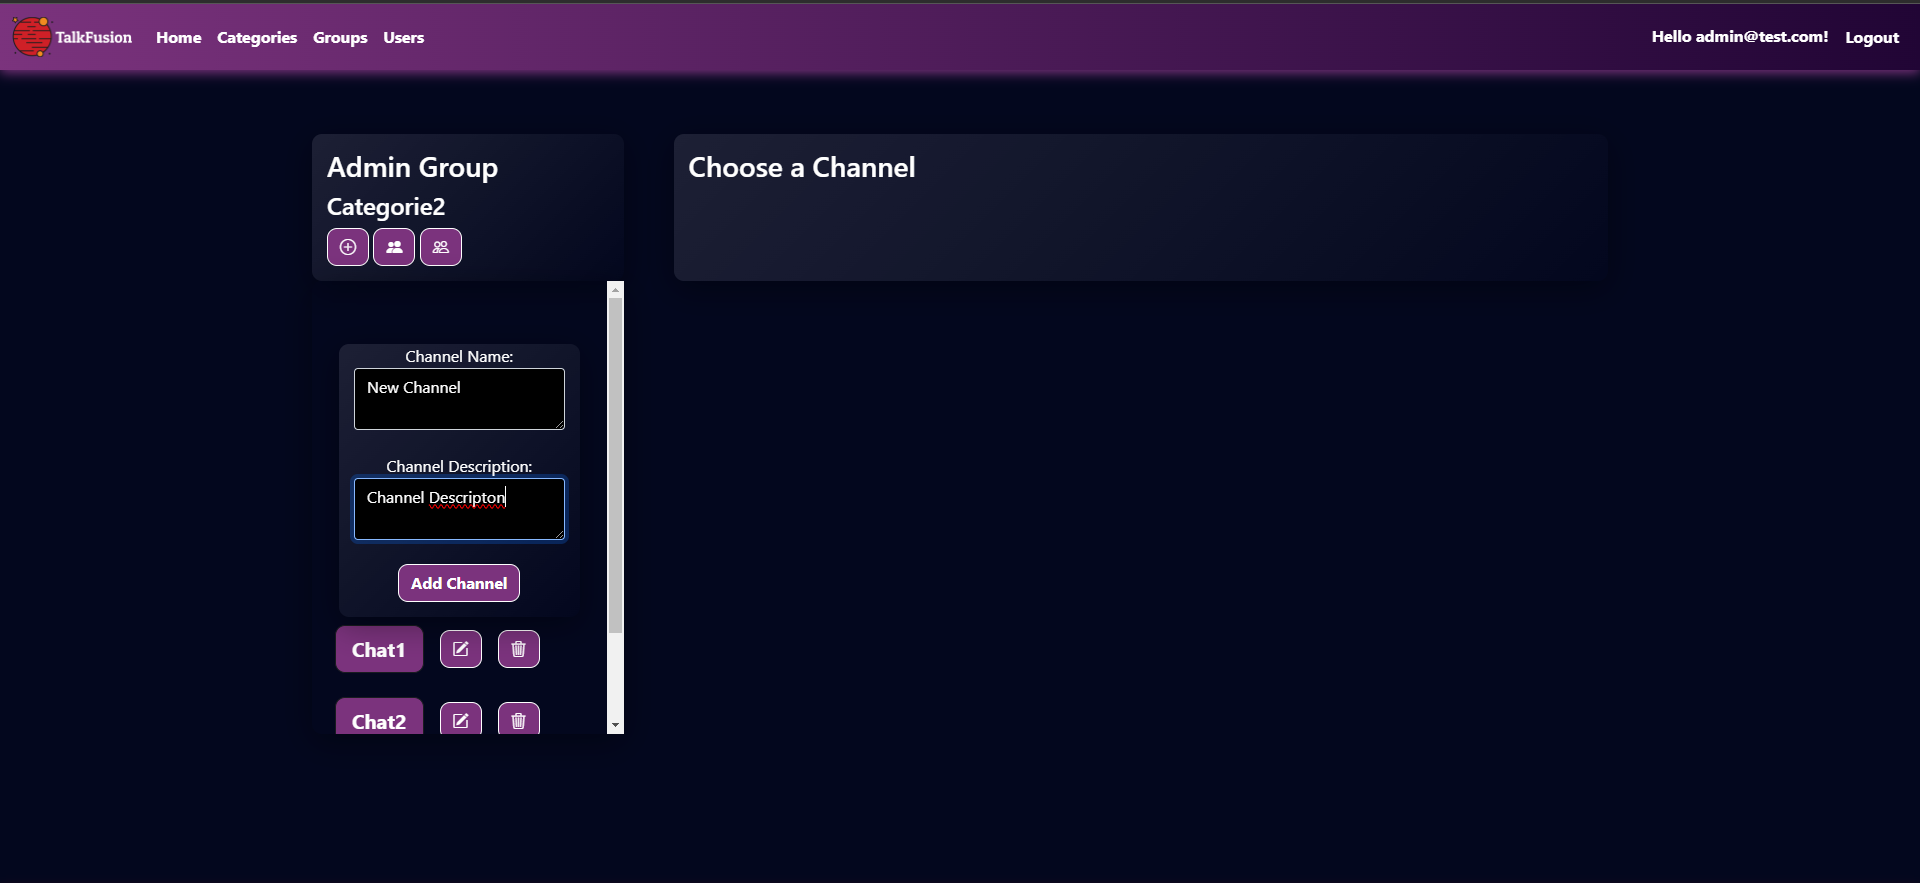 TalkFusion Home Categories Groups Users Hello admin@test.com! Logout
Admin Group
Categorie2
Choose a Channel
Channel Name:
New Channel
Channel Description:
Channel Descripton
Add Channel
Chat1
Chat2